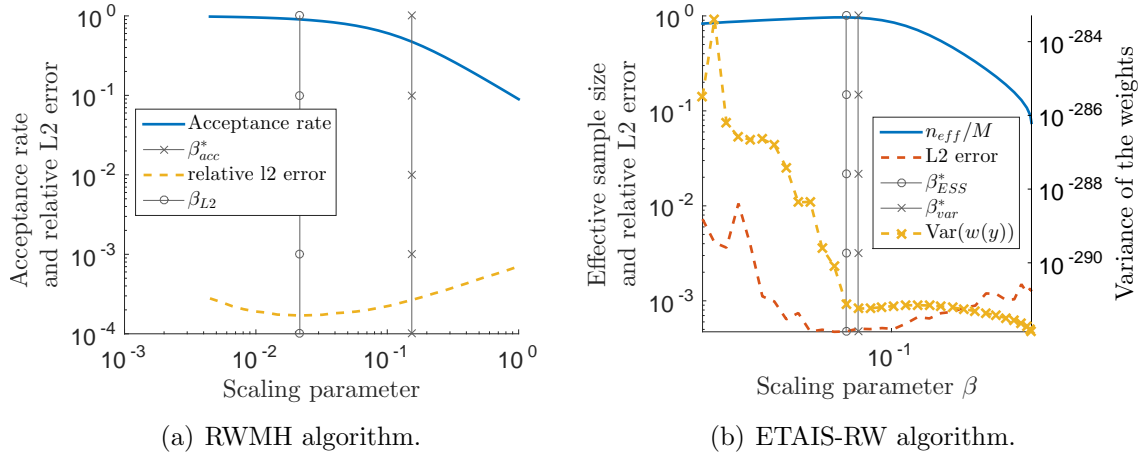 Acceptance rate
and relative L2 error
10^0
10^-1
10^-2
10^-3
10^-4
Acceptance rate
β*_acc
relative l2 error
β_L2
10^-3
10^-2
10^-1
10^0
Scaling parameter
(a) RWMH algorithm.
Effective sample size
and relative L2 error
10^0
10^-1
10^-2
10^-3
n_eff/M
L2 error
β*_ESS
β*_var
Var(w(y))
10^-284
10^-286
10^-288
10^-290
Variance of the weights
10^-1
Scaling parameter β
(b) ETAIS-RW algorithm.